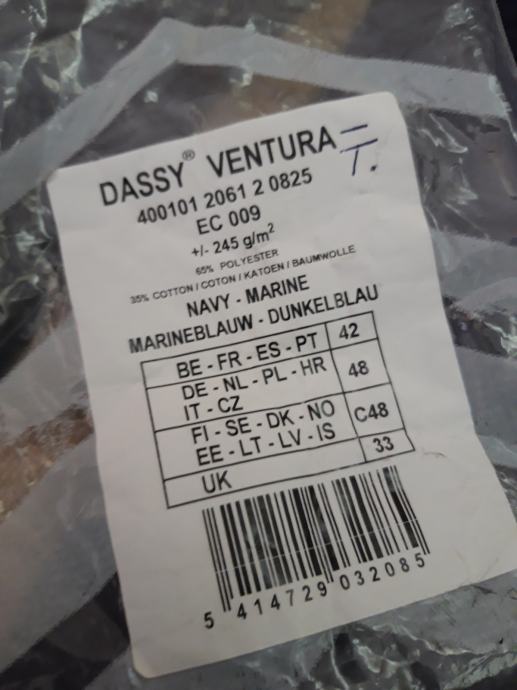 DASSY® VENTURA T.
400101 2061 2 0825
EC 009
+/- 245 g/m²
65% POLYESTER
35% COTTON / COTON / KATOEN / BAUMWOLLE
NAVY - MARINE
MARINEBLAUW - DUNKELBLAU
BE - FR - ES - PT 42
DE - NL - PL - HR
IT - CZ 48
FI - SE - DK - NO
EE - LT - LV - IS C48
UK 33
5 414729 032085